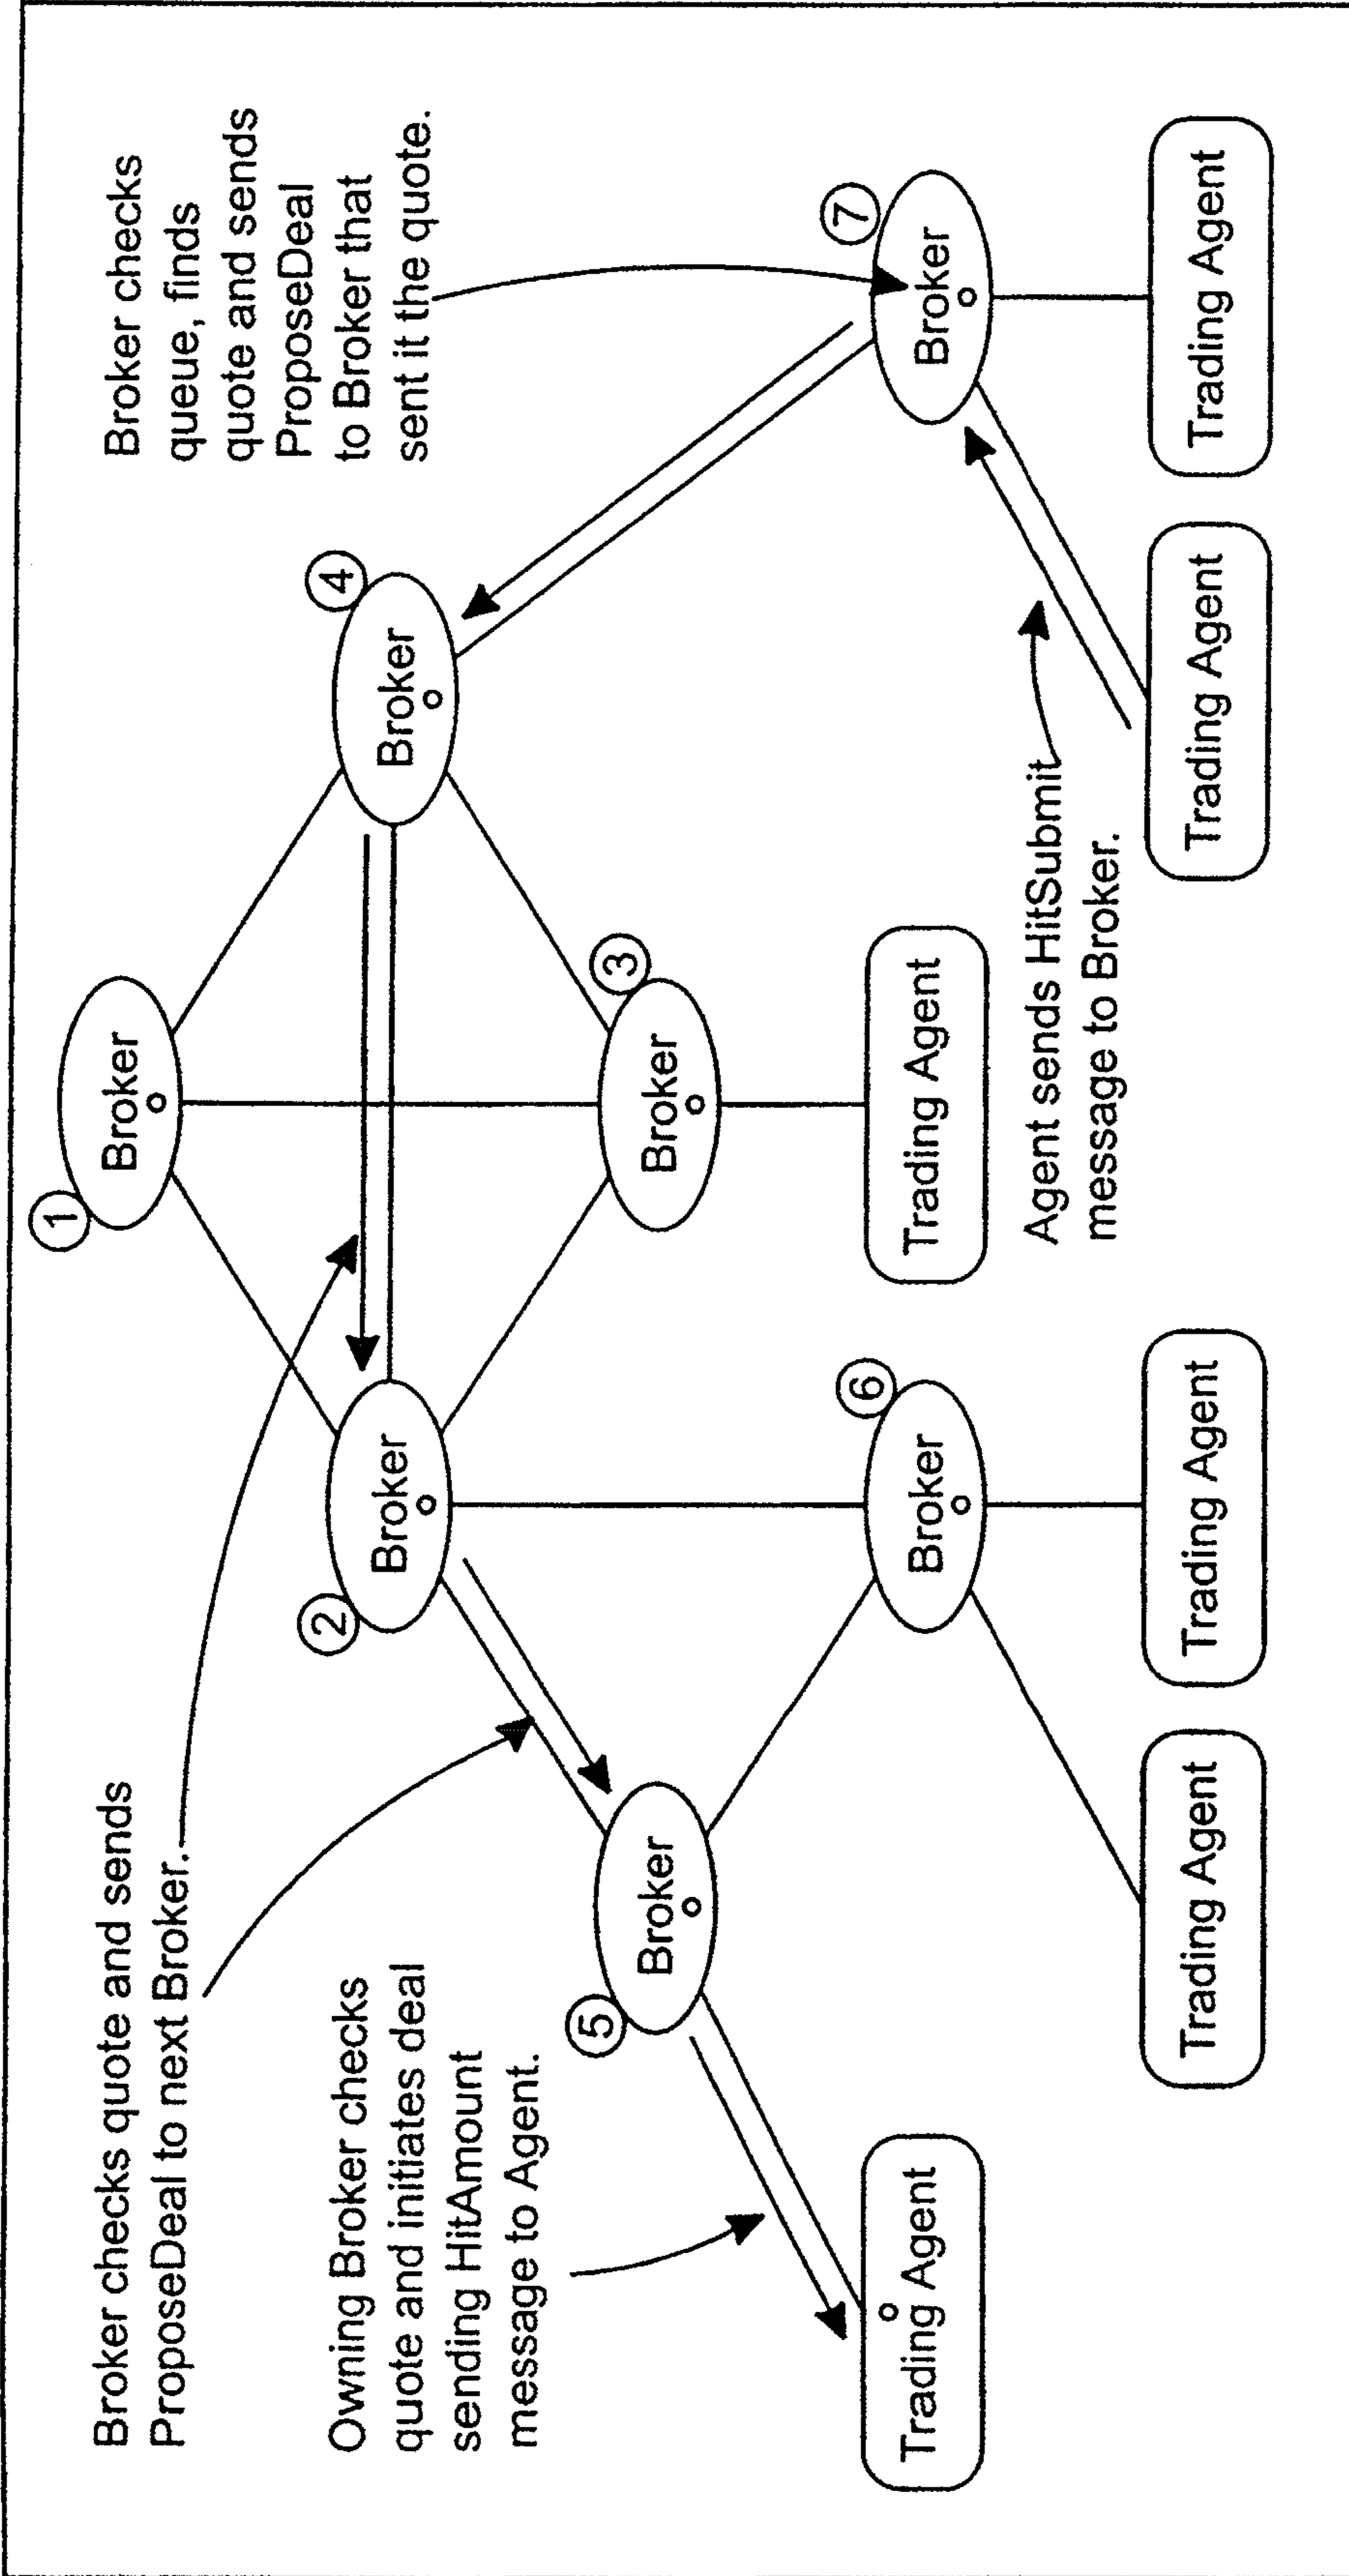 Broker checks quote and sends
ProposeDeal to next Broker.
Owning Broker checks
quote and initiates deal
sending HitAmount
message to Agent.
Broker checks
queue, finds
quote and sends
ProposeDeal
to Broker that
sent it the quote.
1
Broker
2
Broker
4
Broker
3
Broker
5
Broker
6
Broker
7
Broker
Trading Agent
Trading Agent
Agent sends HitSubmit
message to Broker.
Trading Agent
Trading Agent
Trading Agent
Trading Agent